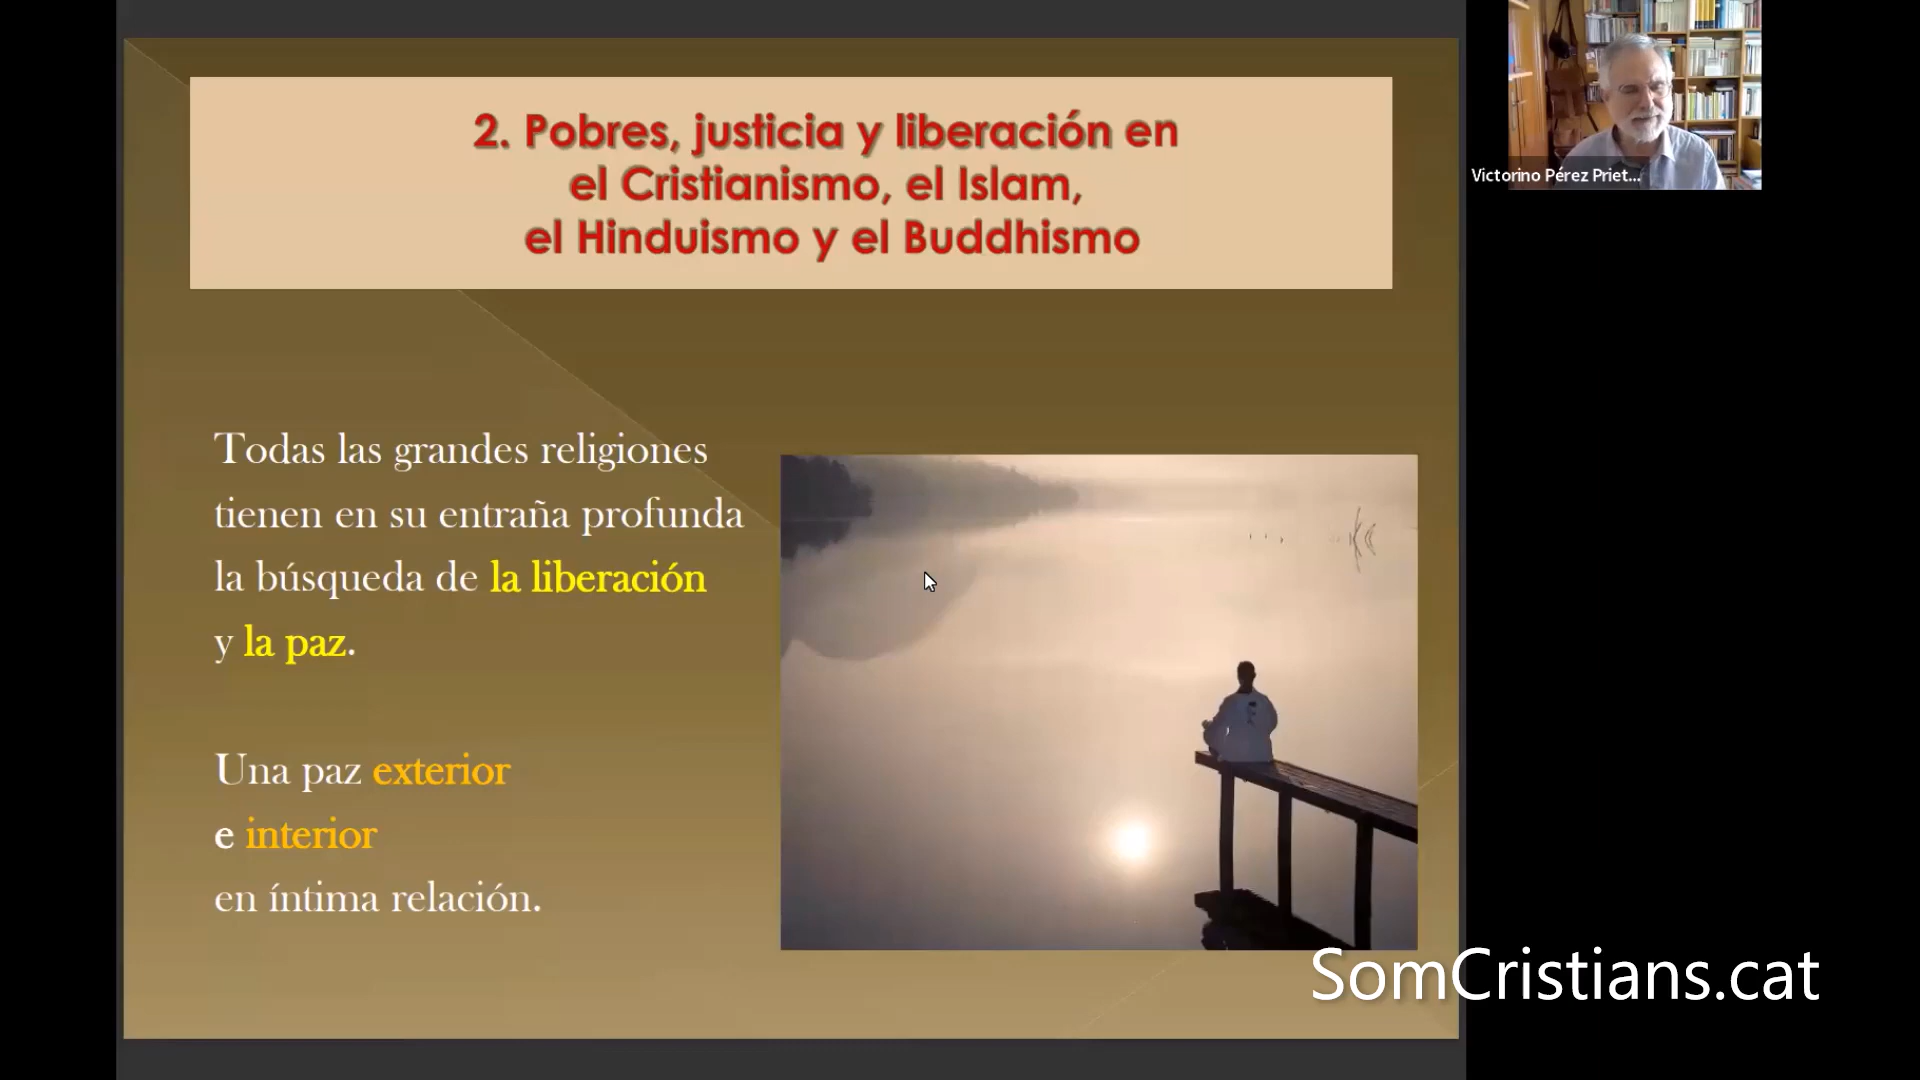 2. Pobres, justicia y liberación en
el Cristianismo, el Islam,
el Hinduismo y el Buddhismo
Todas las grandes religiones
tienen en su entraña profunda
la búsqueda de la liberación
y la paz.
Una paz exterior
e interior
en íntima relación.
Victorino Pérez Priet...
SomCristians.cat